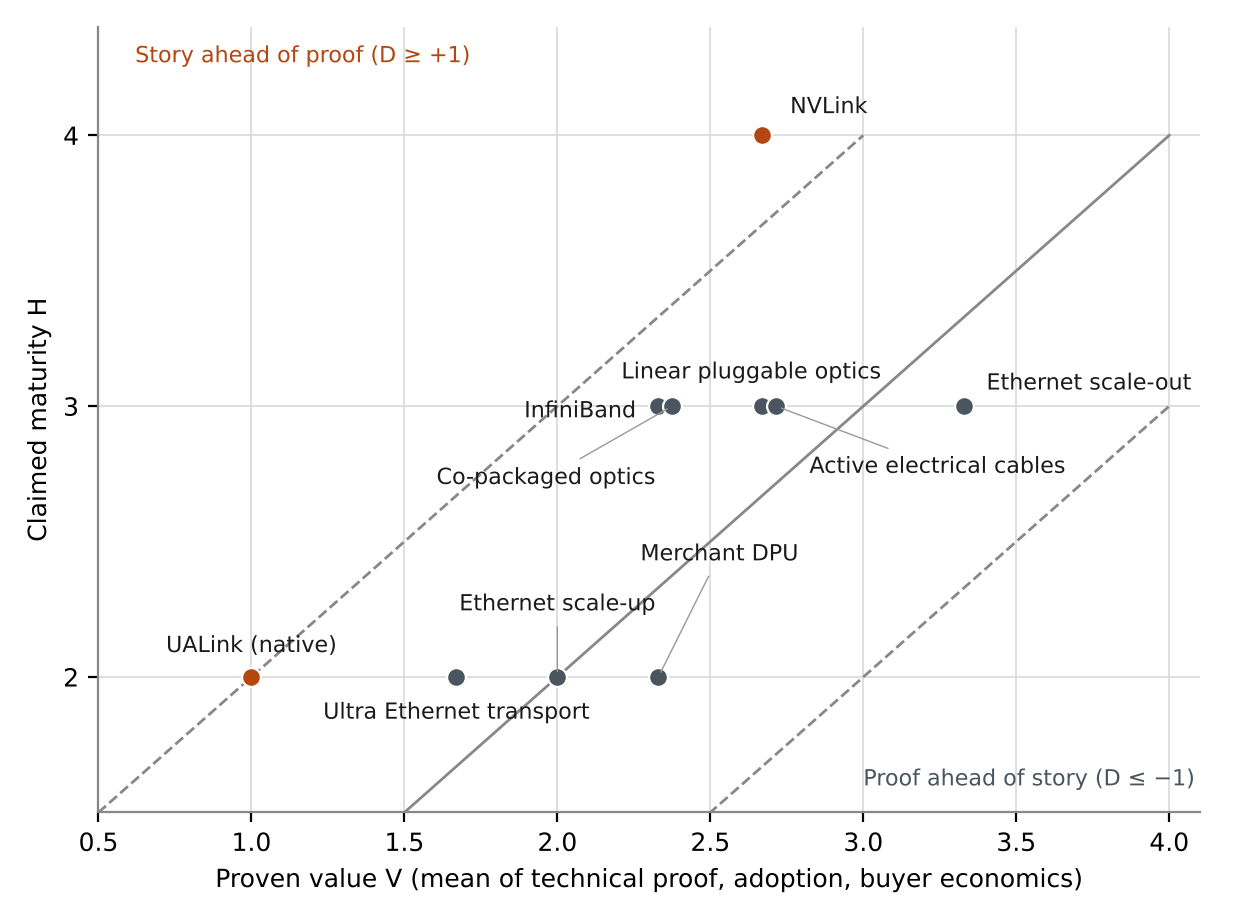 Story ahead of proof (D ≥ +1)
NVLink
4
Linear pluggable optics
Ethernet scale-out
3
InfiniBand
Active electrical cables
Co-packaged optics
Merchant DPU
Ethernet scale-up
UALink (native)
2
Ultra Ethernet transport
Proof ahead of story (D ≤ −1)
Claimed maturity H
0.5 1.0 1.5 2.0 2.5 3.0 3.5 4.0
Proven value V (mean of technical proof, adoption, buyer economics)